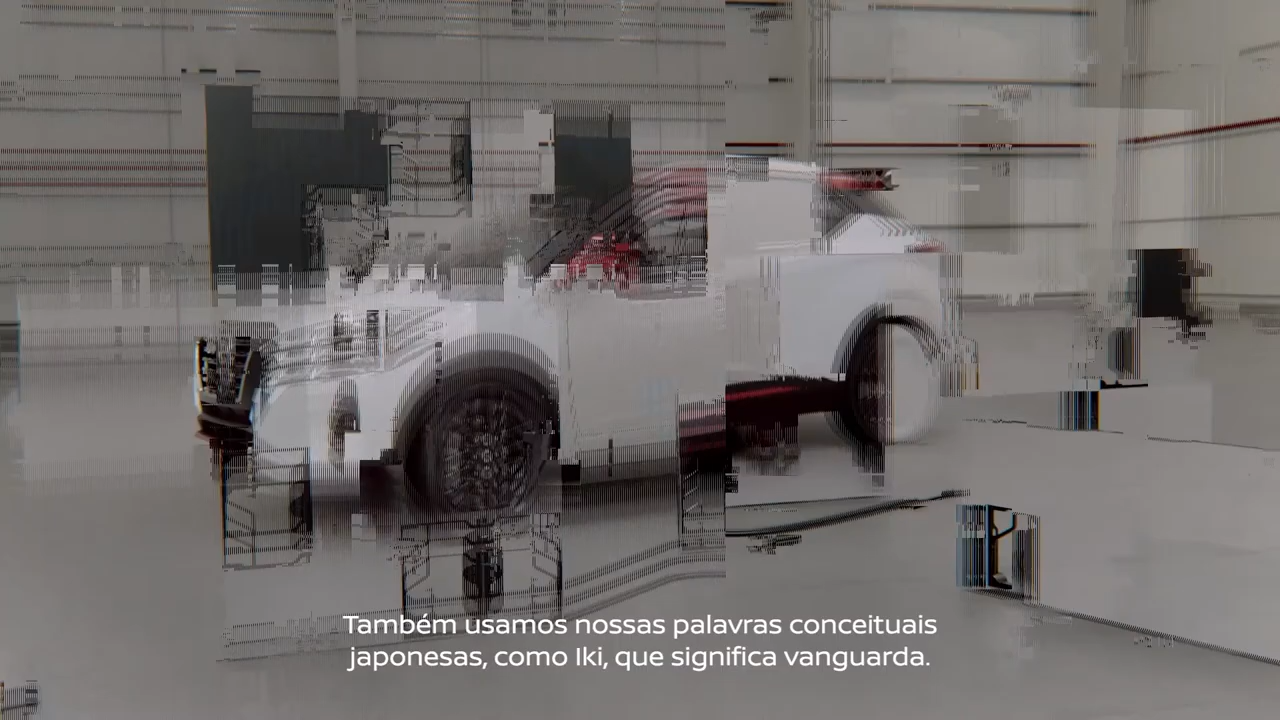 Também usamos nossas palavras conceituais
japonesas, como Iki, que significa vanguarda.